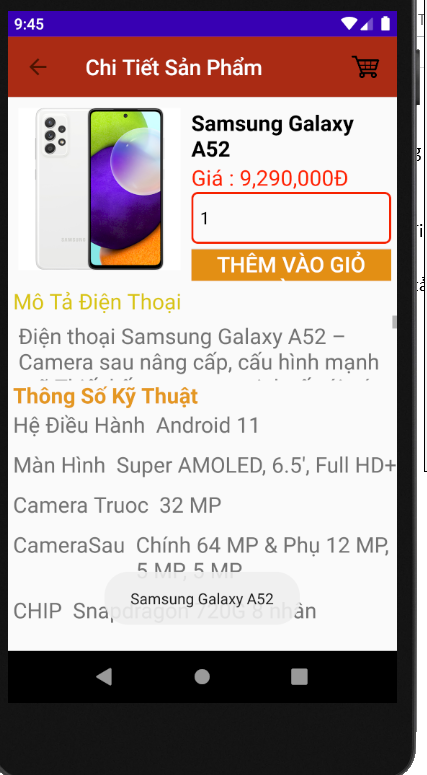 9:45
Chi Tiết Sản Phẩm
SAMSUNG
Samsung Galaxy
A52
Giá : 9,290,000Đ
1
THÊM VÀO GIỎ
Mô Tả Điện Thoại
Điện thoại Samsung Galaxy A52 –
Camera sau nâng cấp, cấu hình mạnh
Thông Số Kỹ Thuật
Hệ Điều Hành Android 11
Màn Hình Super AMOLED, 6.5', Full HD+
Camera Truoc 32 MP
CameraSau Chính 64 MP & Phụ 12 MP,
5 MP, 5 MP
Samsung Galaxy A52
CHIP Snapdragon 720G 8 nhân